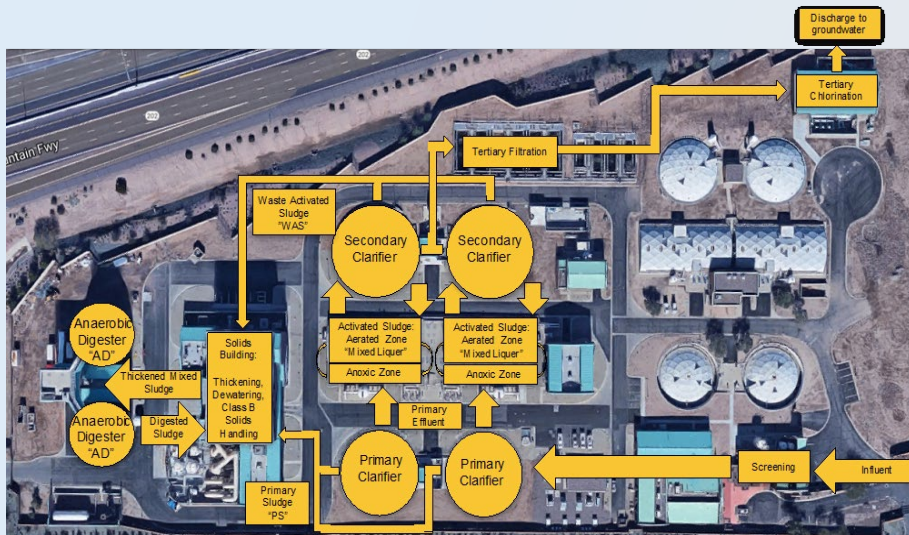 Discharge to
groundwater
Tertiary
Chlorination
202
202
untain Fwy
Tertiary Filtration
Waste Activated
Sludge
"WAS"
Secondary
Clarifier
Secondary
Clarifier
Activated Sludge:
Aerated Zone
"Mixed Liquer"
Anoxic Zone
Activated Sludge:
Aerated Zone
"Mixed Liquer"
Anoxic Zone
Anaerobic
Digester
"AD"
Thickened Mixed
Sludge
Solids
Building:
Thickening,
Dewatering,
Class B
Solids
Handling
Anaerobic
Digester
"AD"
Digested
Sludge
Primary
Effluent
Primary
Clarifier
Primary
Clarifier
Screening
Influent
Primary
Sludge
"PS"